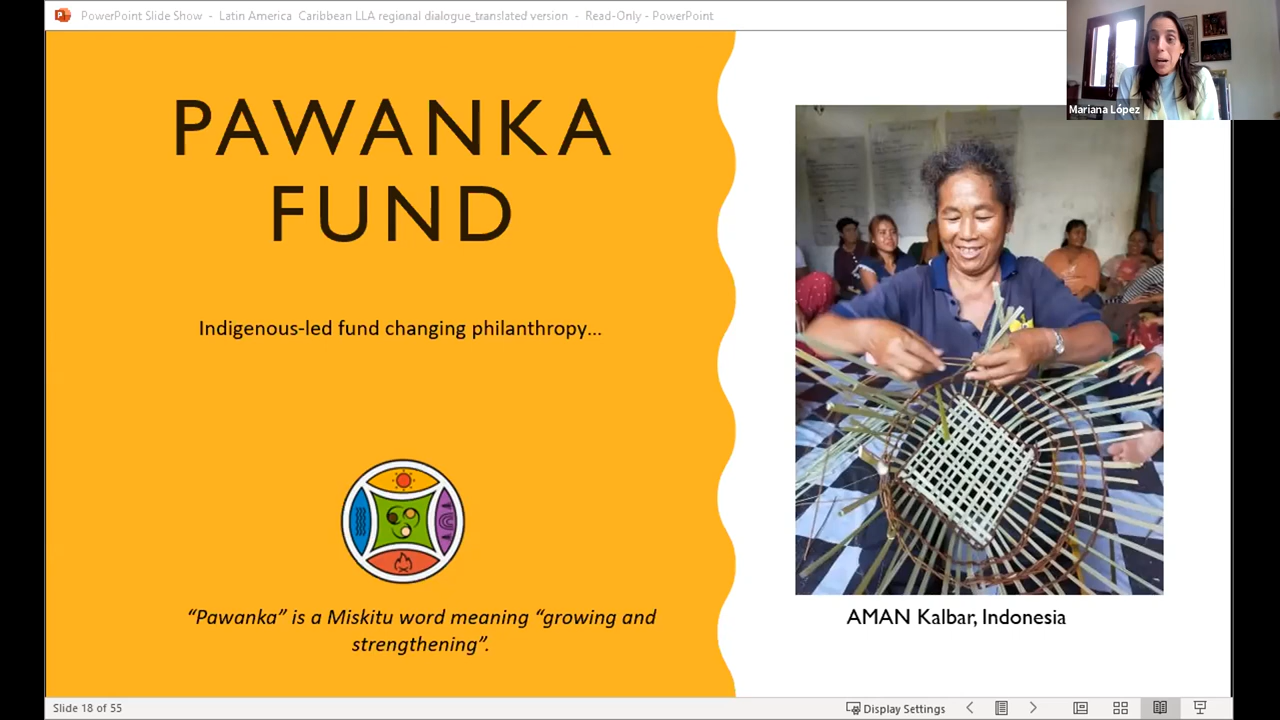 PowerPoint Slide Show - Latin America Caribbean LLA regional dialogue_translated version - Read-Only - PowerPoint
Mariana López
PAWANKA
FUND
Indigenous-led fund changing philanthropy...
“Pawanka” is a Miskitu word meaning “growing and
strengthening”.
AMAN Kalbar, Indonesia
Slide 18 of 55
Display Settings